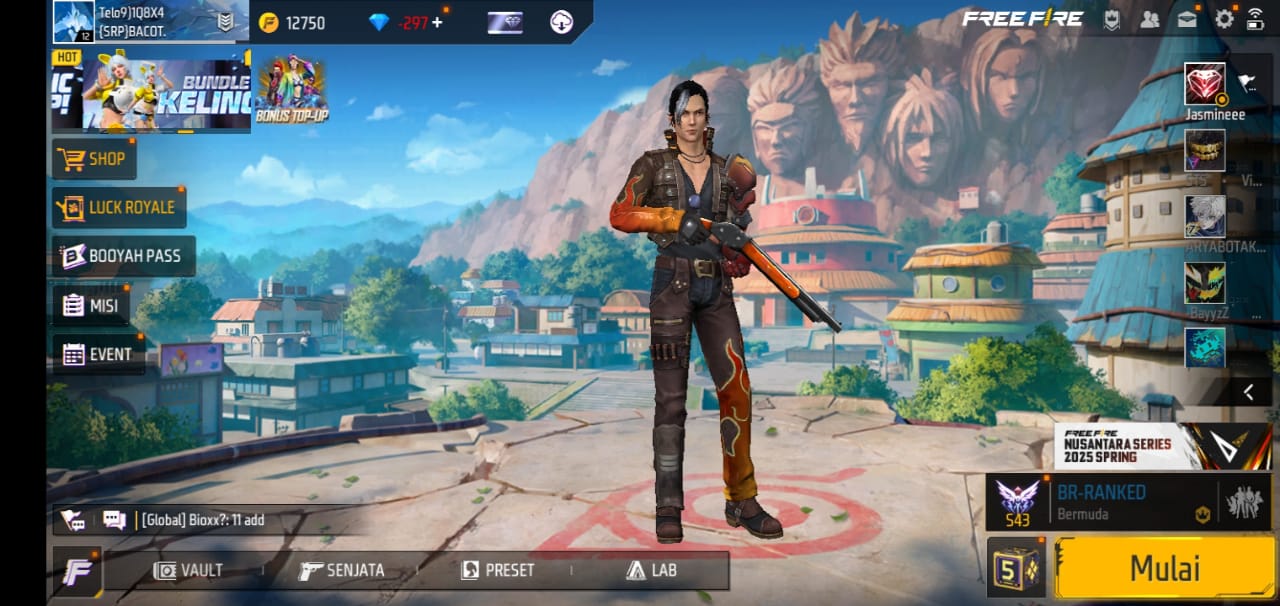 Telo9)1Q8X4
{SRP}BACOT.
12
12750
-297 +
FREE FIRE
HOT
BUNDLE
KELING
BONUS TOP-UP
SHOP
LUCK ROYALE
BOOYAH PASS
MISI
EVENT
Jasmineee
Vi...
ARYABOTAK...
BayyzZ ...
FREE FIRE
NUSANTARA SERIES
2025 SPRING
BR-RANKED
Bermuda
S43
[Global] Bioxx?: 11 add
VAULT
SENJATA
PRESET
LAB
5
Mulai